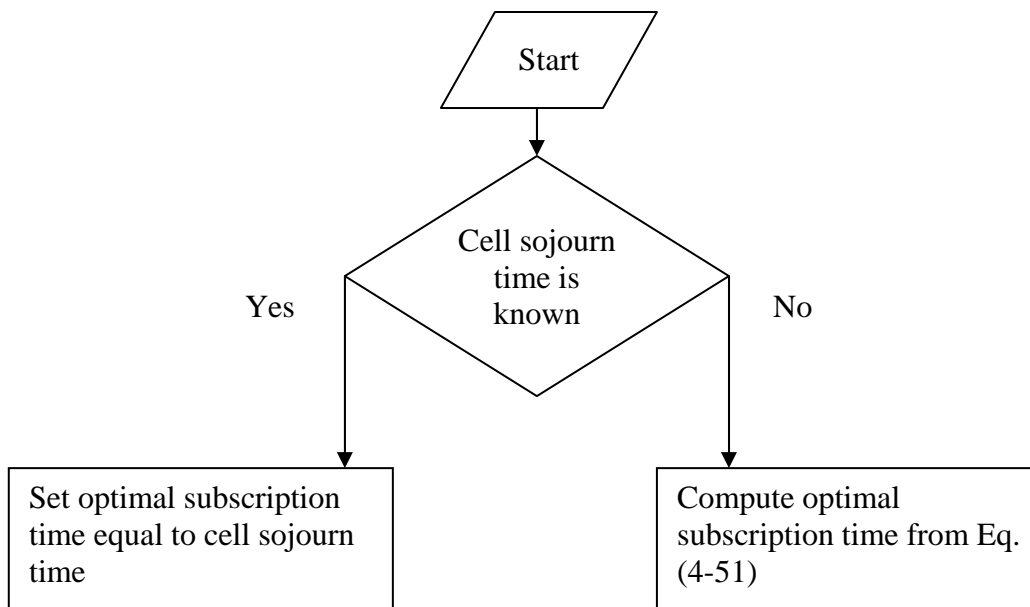 Start
Cell sojourn
time is
known
Yes
No
Set optimal subscription
time equal to cell sojourn
time
Compute optimal
subscription time from Eq.
(4-51)